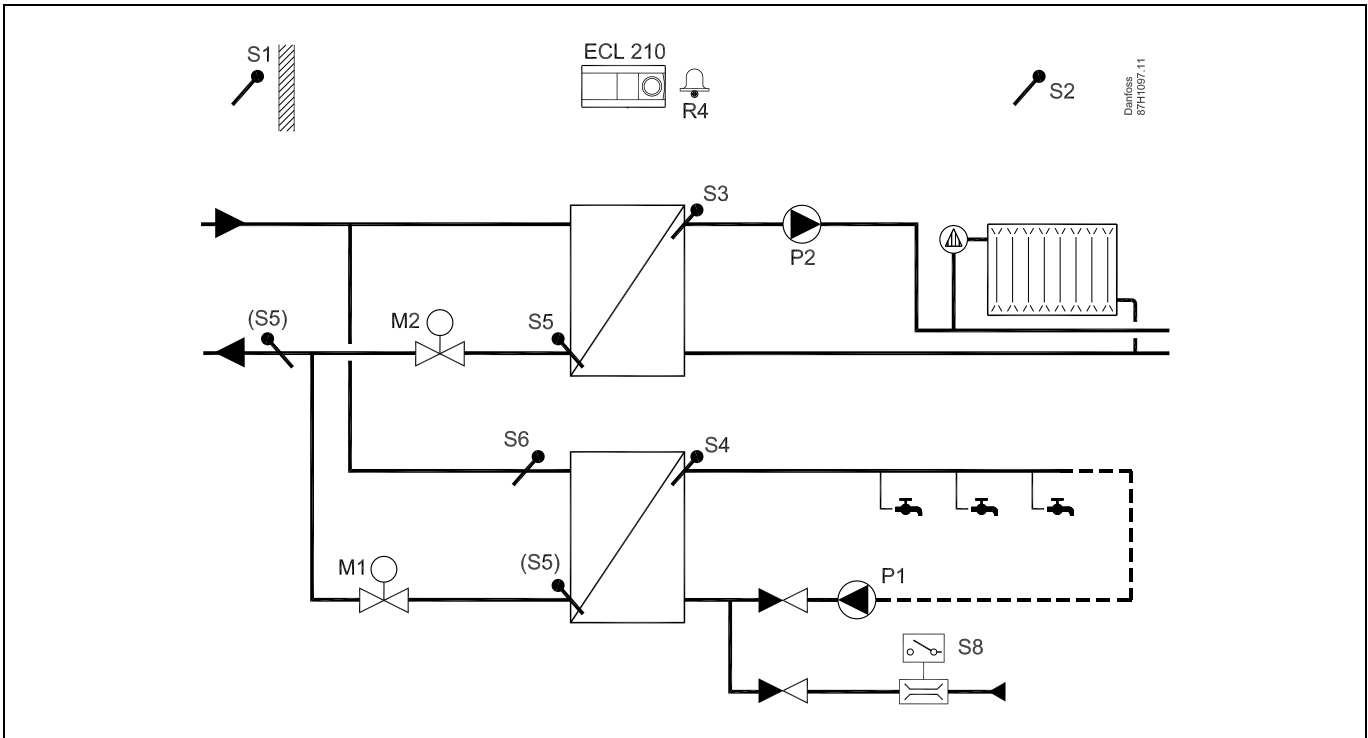 S1
ECL 210
R4
S2
Danfoss
87H1097.11
S3
P2
(S5)
M2
S5
S6
S4
M1
(S5)
P1
S8